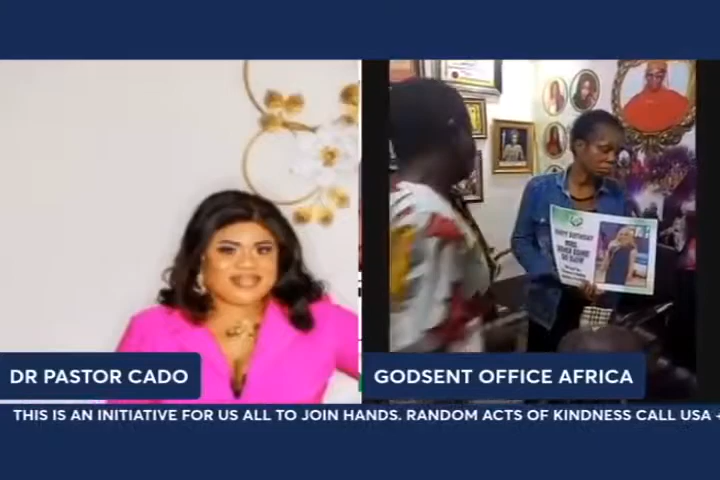 HAPPY BIRTHDAY
MRS.
DR PASTOR CADO
GODSENT OFFICE AFRICA
THIS IS AN INITIATIVE FOR US ALL TO JOIN HANDS. RANDOM ACTS OF KINDNESS CALL USA +